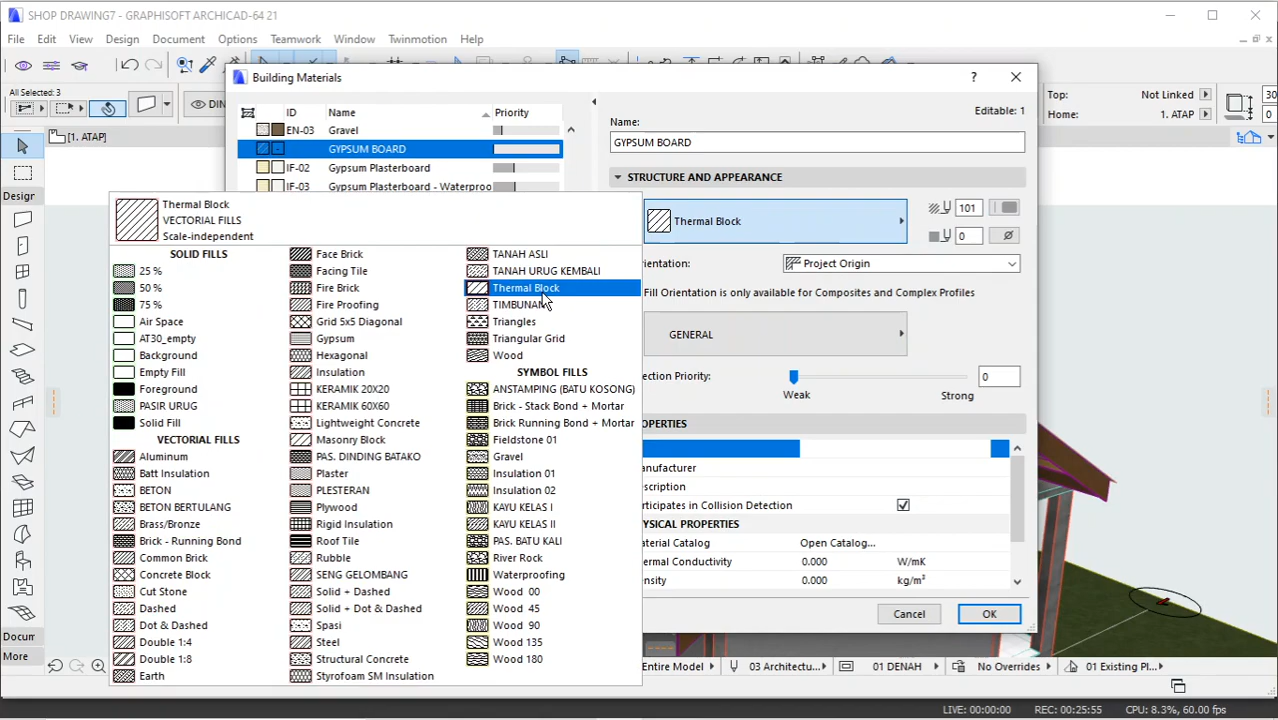 SHOP DRAWING7 - GRAPHISOFT ARCHICAD-64 21
File Edit View Design Document Options Teamwork Window Twinmotion Help
All Selected: 3
Top: Not Linked
Home: 1. ATAP
[1. ATAP]
Design
Building Materials
ID Name Priority
EN-03 Gravel
GYPSUM BOARD
IF-02 Gypsum Plasterboard
IF-03 Gypsum Plasterboard - Waterproo
Editable: 1
Name:
GYPSUM BOARD
STRUCTURE AND APPEARANCE
Thermal Block
101
0
rientation: Project Origin
Fill Orientation is only available for Composites and Complex Profiles
GENERAL
ection Priority: 0
Weak Strong
OPERTIES
anufacturer
escription
rticipates in Collision Detection
HYSICAL PROPERTIES
aterial Catalog Open Catalog...
ermal Conductivity 0.000 W/mK
ensity 0.000 kg/m³
Cancel OK
Thermal Block
VECTORIAL FILLS
Scale-independent
SOLID FILLS
25 %
50 %
75 %
Air Space
AT30_empty
Background
Empty Fill
Foreground
PASIR URUG
Solid Fill
VECTORIAL FILLS
Aluminum
Batt Insulation
BETON
BETON BERTULANG
Brass/Bronze
Brick - Running Bond
Common Brick
Concrete Block
Cut Stone
Dashed
Dot & Dashed
Double 1:4
Double 1:8
Earth
Face Brick
Facing Tile
Fire Brick
Fire Proofing
Grid 5x5 Diagonal
Gypsum
Hexagonal
Insulation
KERAMIK 20X20
KERAMIK 60X60
Lightweight Concrete
Masonry Block
PAS. DINDING BATAKO
Plaster
PLESTERAN
Plywood
Rigid Insulation
Roof Tile
Rubble
SENG GELOMBANG
Solid + Dashed
Solid + Dot & Dashed
Spasi
Steel
Structural Concrete
Styrofoam SM Insulation
TANAH ASLI
TANAH URUG KEMBALI
Thermal Block
TIMBUNAN
Triangles
Triangular Grid
Wood
SYMBOL FILLS
ANSTAMPING (BATU KOSONG)
Brick - Stack Bond + Mortar
Brick Running Bond + Mortar
Fieldstone 01
Gravel
Insulation 01
Insulation 02
KAYU KELAS I
KAYU KELAS II
PAS. BATU KALI
River Rock
Waterproofing
Wood 00
Wood 45
Wood 90
Wood 135
Wood 180
Docum
More
Entire Model 03 Architectu... 01 DENAH No Overrides 01 Existing Pl...
LIVE: 00:00:00 REC: 00:25:55 CPU: 8.3%, 60.00 fps